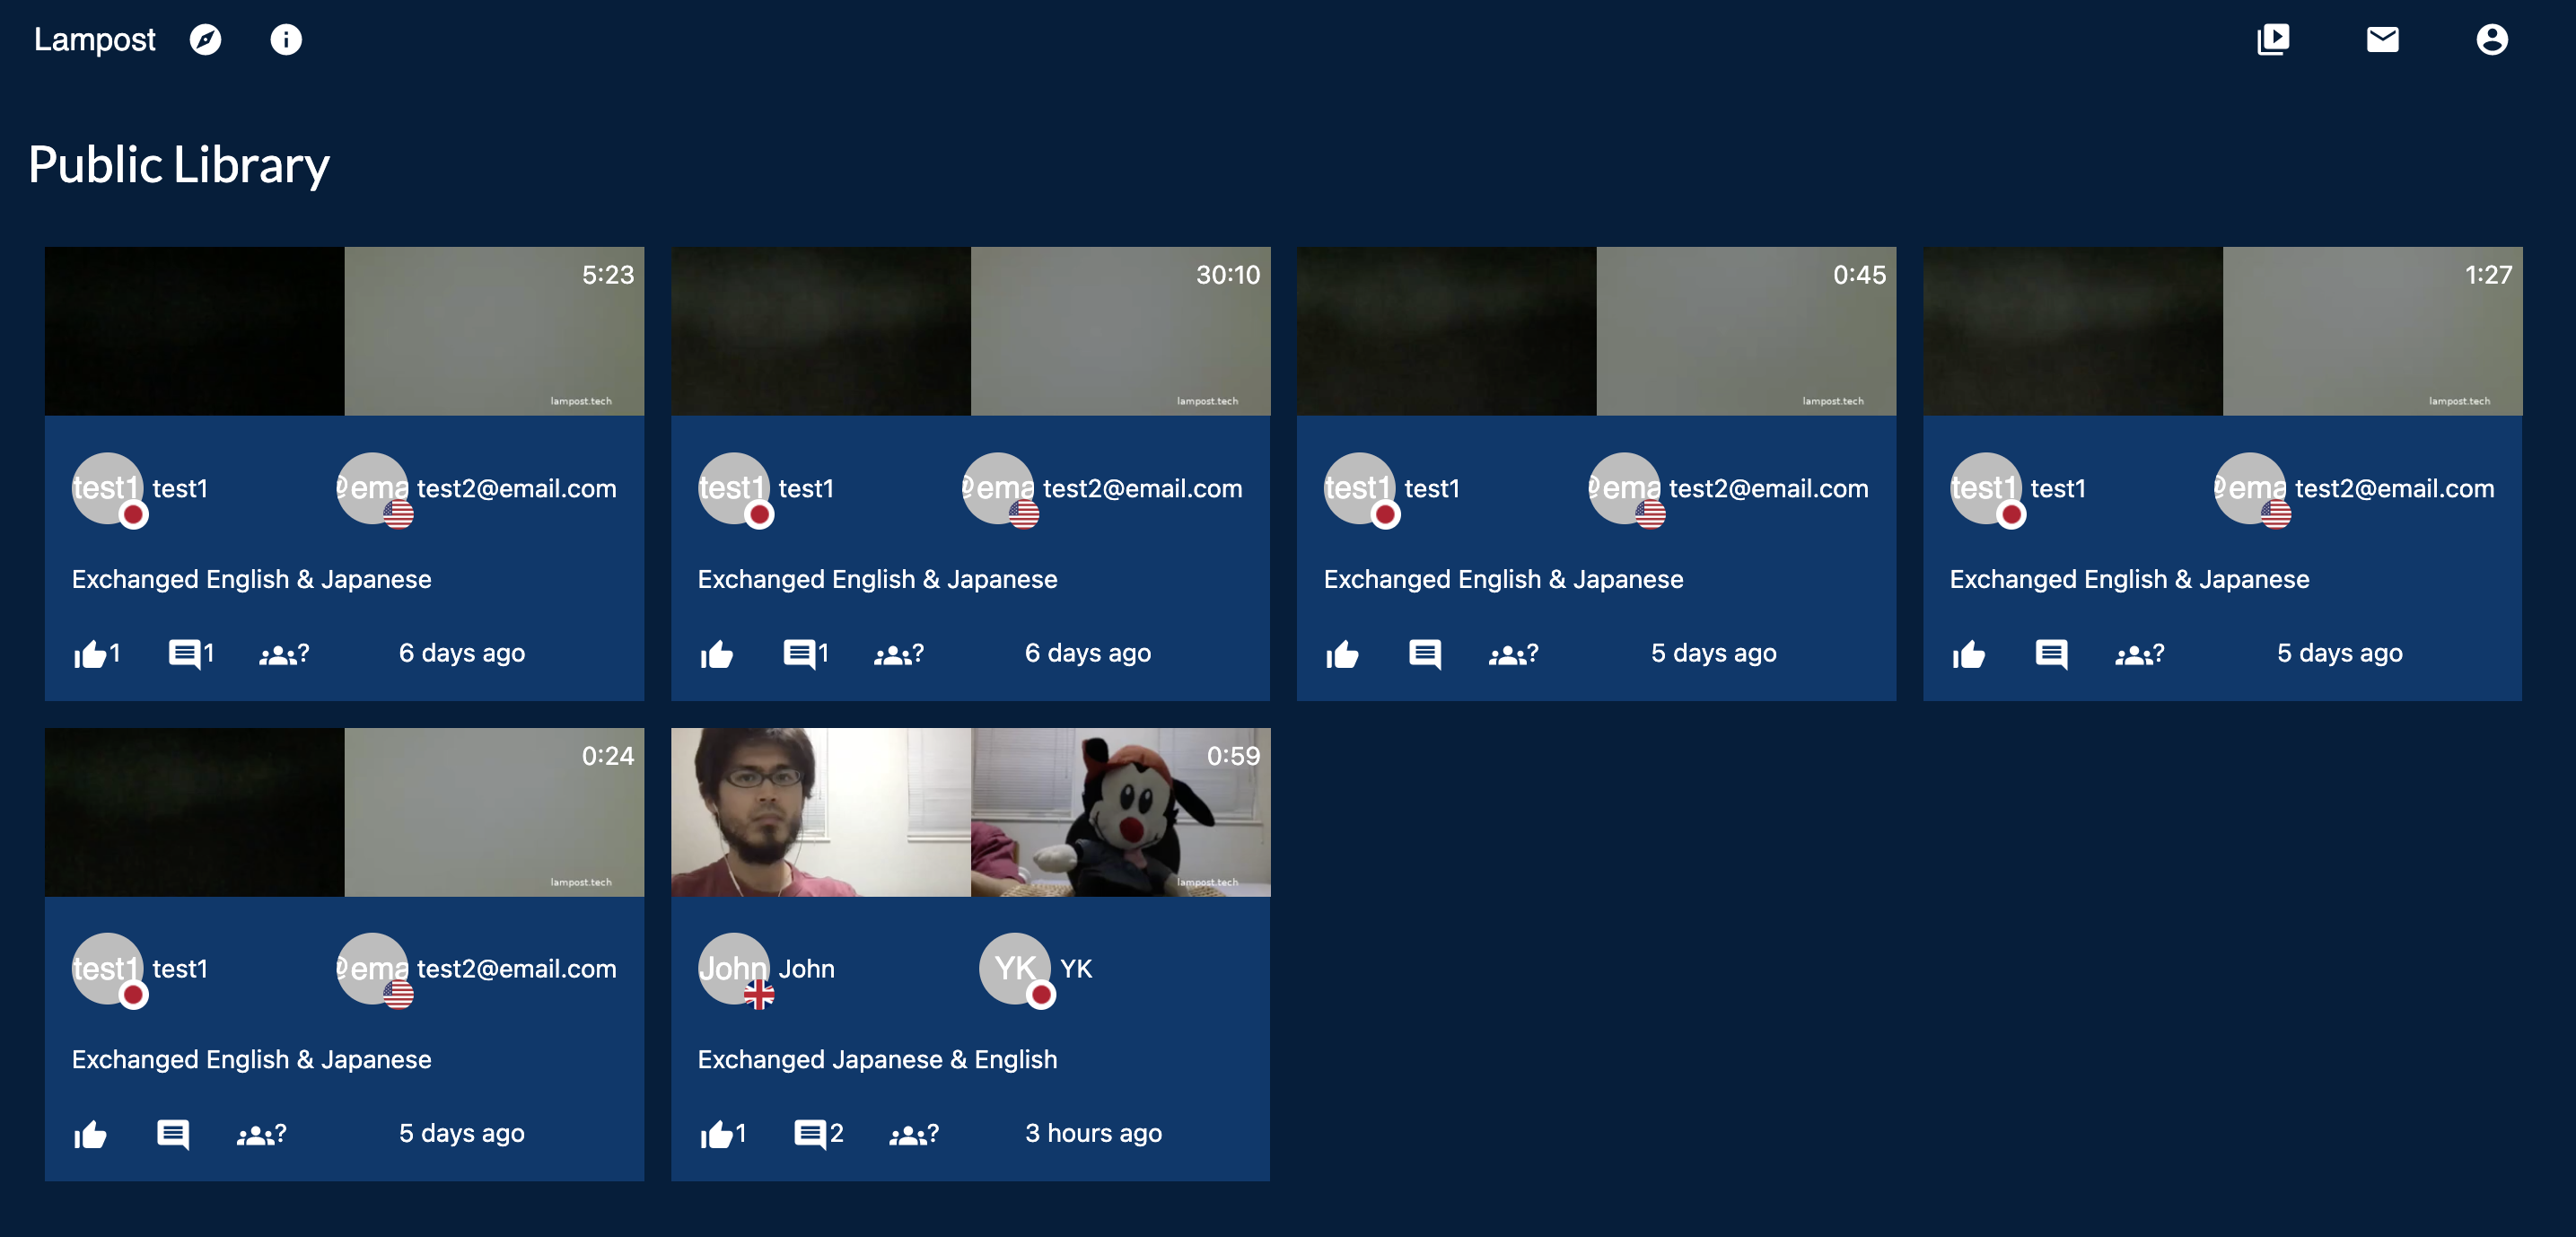 Lampost
Public Library
5:23
lampost.tech
test1 test1
@ema test2@email.com
Exchanged English & Japanese
1 1 ? 6 days ago
30:10
lampost.tech
test1 test1
@ema test2@email.com
Exchanged English & Japanese
1 ? 6 days ago
0:45
lampost.tech
test1 test1
@ema test2@email.com
Exchanged English & Japanese
? 5 days ago
1:27
lampost.tech
test1 test1
@ema test2@email.com
Exchanged English & Japanese
? 5 days ago
0:24
lampost.tech
test1 test1
@ema test2@email.com
Exchanged English & Japanese
? 5 days ago
0:59
lampost.tech
John John
YK YK
Exchanged Japanese & English
1 2 ? 3 hours ago